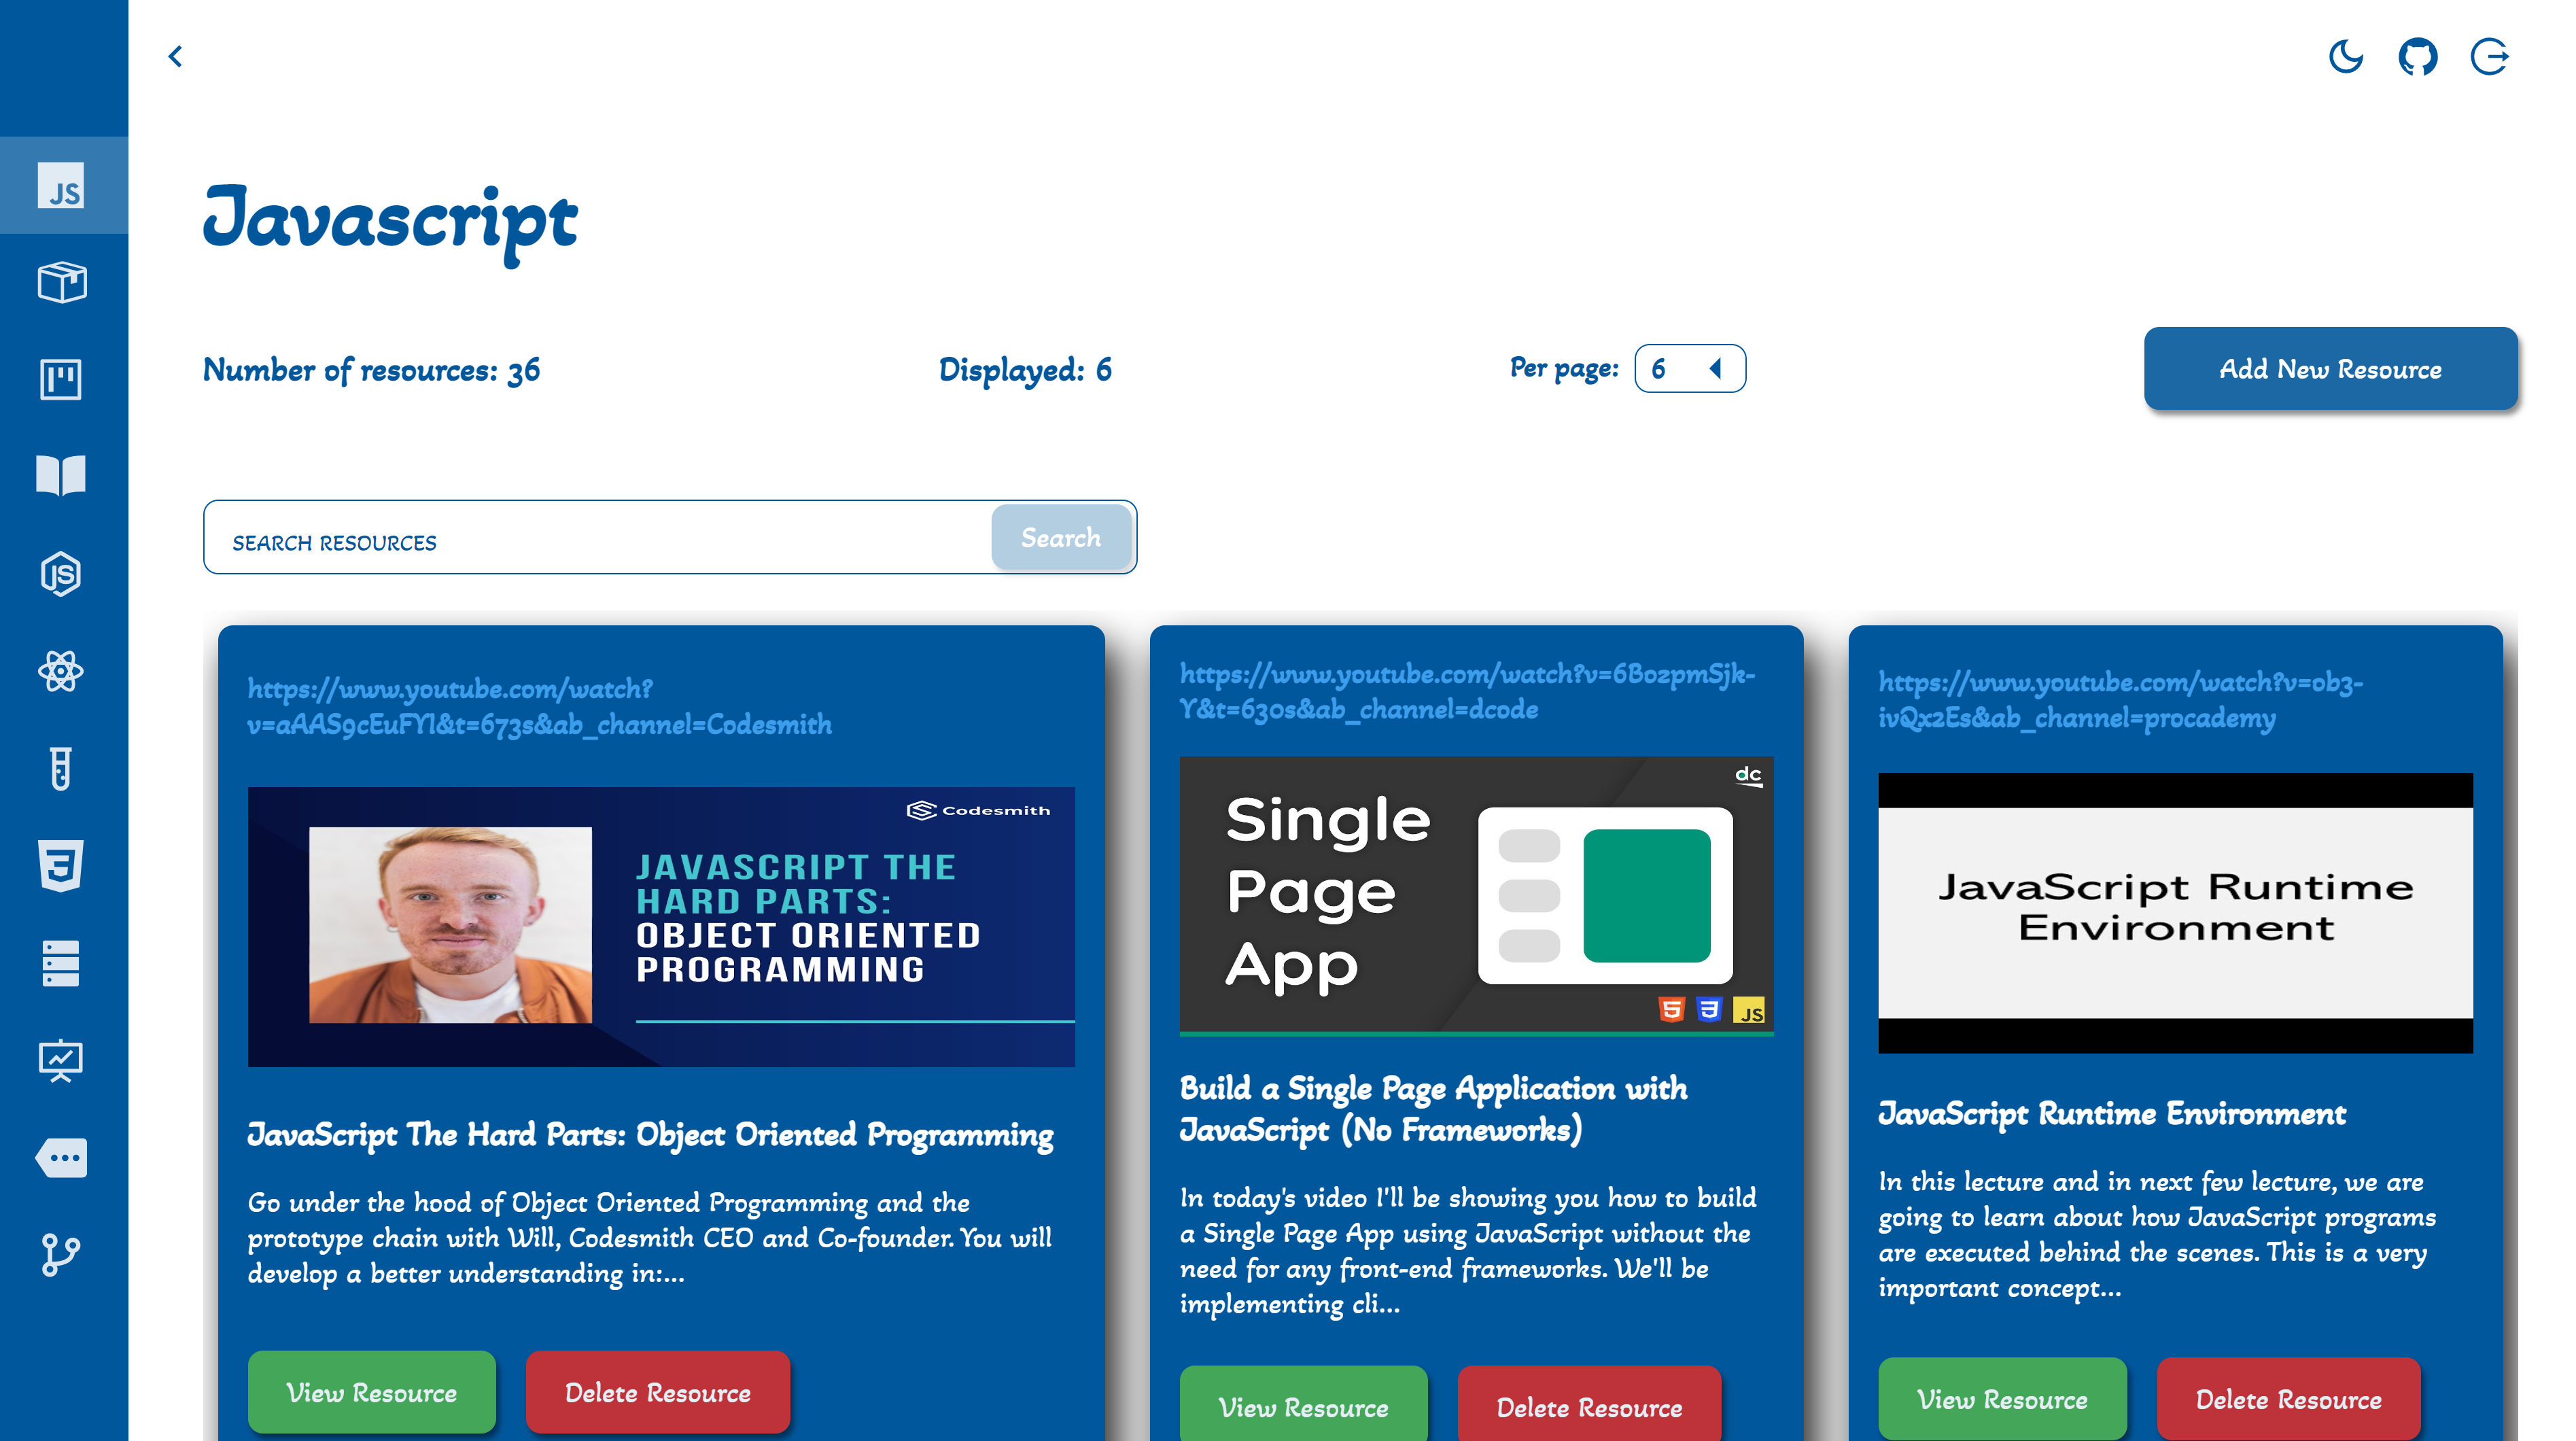 JS
Javascript
Number of resources: 36
Displayed: 6
Per page: 6
Add New Resource
SEARCH RESOURCES
Search
JS
3
https://www.youtube.com/watch?
v=aAAS9cEuFYI&t=673s&ab_channel=Codesmith
Codesmith
JAVASCRIPT THE
HARD PARTS:
OBJECT ORIENTED
PROGRAMMING
JavaScript The Hard Parts: Object Oriented Programming
Go under the hood of Object Oriented Programming and the
prototype chain with Will, Codesmith CEO and Co-founder. You will
develop a better understanding in:...
View Resource
Delete Resource
https://www.youtube.com/watch?v=6BozpmSjk-
Y&t=630s&ab_channel=dcode
dc
Single
Page
App
5
3
JS
Build a Single Page Application with
JavaScript (No Frameworks)
In today's video I'll be showing you how to build
a Single Page App using JavaScript without the
need for any front-end frameworks. We'll be
implementing cli...
View Resource
Delete Resource
https://www.youtube.com/watch?v=ob3-
ivQx2Es&ab_channel=procademy
JavaScript Runtime
Environment
JavaScript Runtime Environment
In this lecture and in next few lecture, we are
going to learn about how JavaScript programs
are executed behind the scenes. This is a very
important concept...
View Resource
Delete Resource